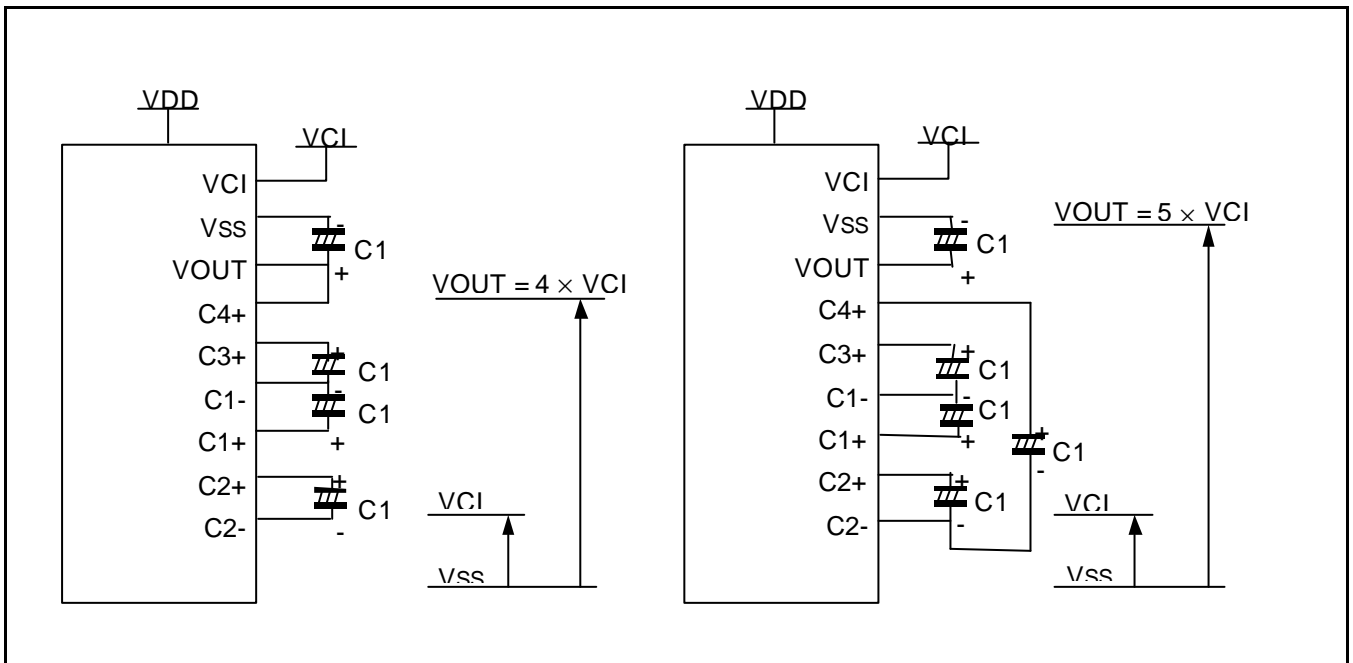 VDD
VCI
VCI
VSS
-
C1
VOUT
+
C4+
VOUT = 4 × VCI
C3+
+
C1
C1-
-
C1
C1+
+
C2+
+
C1
C2-
-
VCI
VSS
VDD
VCI
VCI
VSS
-
C1
VOUT
+
VOUT = 5 × VCI
C4+
C3+
+
C1
C1-
-
C1
C1+
+
+
C1
-
C2+
+
C1
C2-
-
VCI
VSS